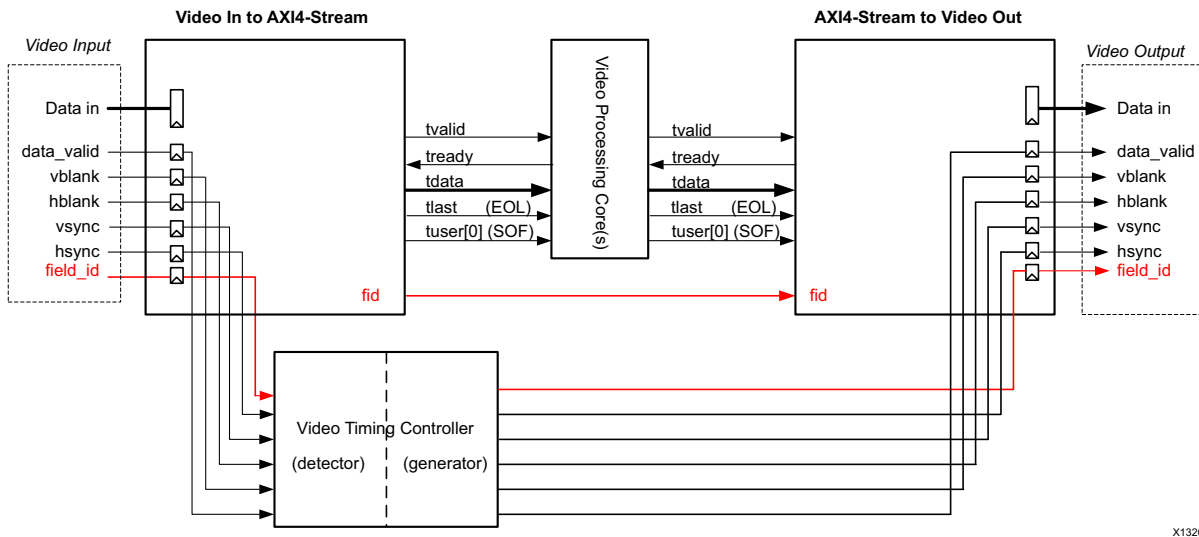 Video In to AXI4-Stream
AXI4-Stream to Video Out
Video Input
Video Output
Data in
data_valid
vblank
hblank
vsync
hsync
field_id
tvalid
tready
tdata
tlast (EOL)
tuser[0] (SOF)
fid
Video Processing Core(s)
tvalid
tready
tdata
tlast (EOL)
tuser[0] (SOF)
fid
Data in
data_valid
vblank
hblank
vsync
hsync
field_id
Video Timing Controller
(detector)
(generator)